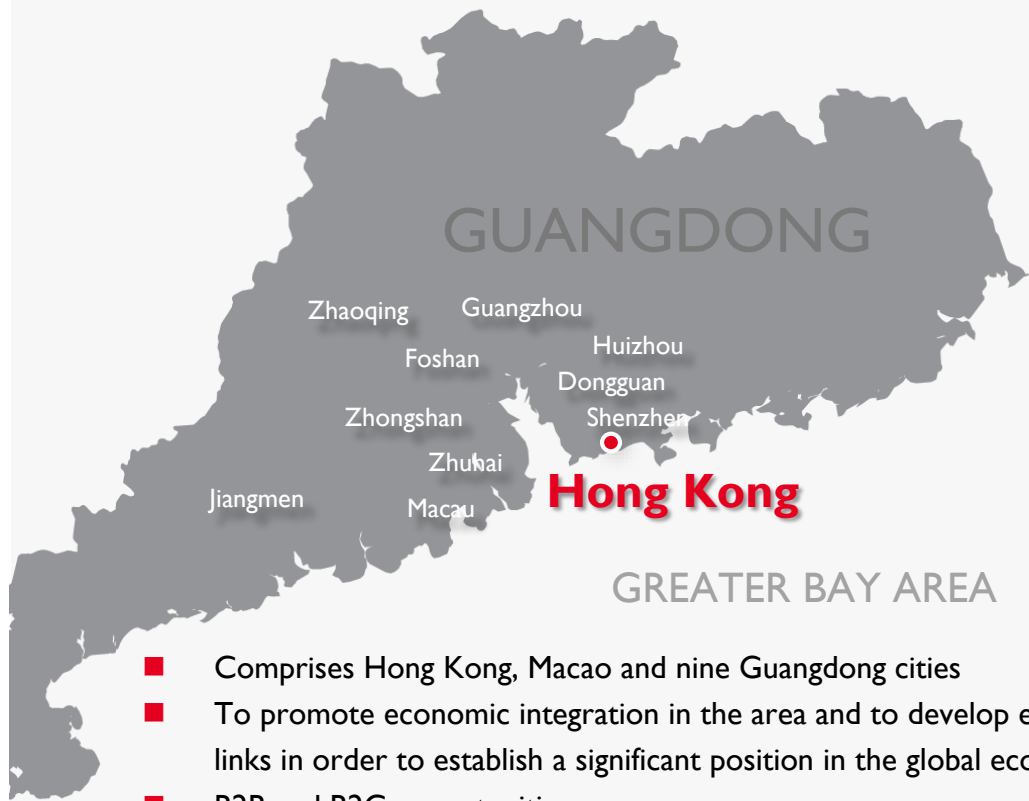 GUANGDONG
Zhaoqing
Guangzhou
Huizhou
Foshan
Dongguan
Zhongshan
Shenzhen
Zhuhai
Hong Kong
Jiangmen
Macau
GREATER BAY AREA
Comprises Hong Kong, Macao and nine Guangdong cities
To promote economic integration in the area and to develop
links in order to establish a significant position in the global